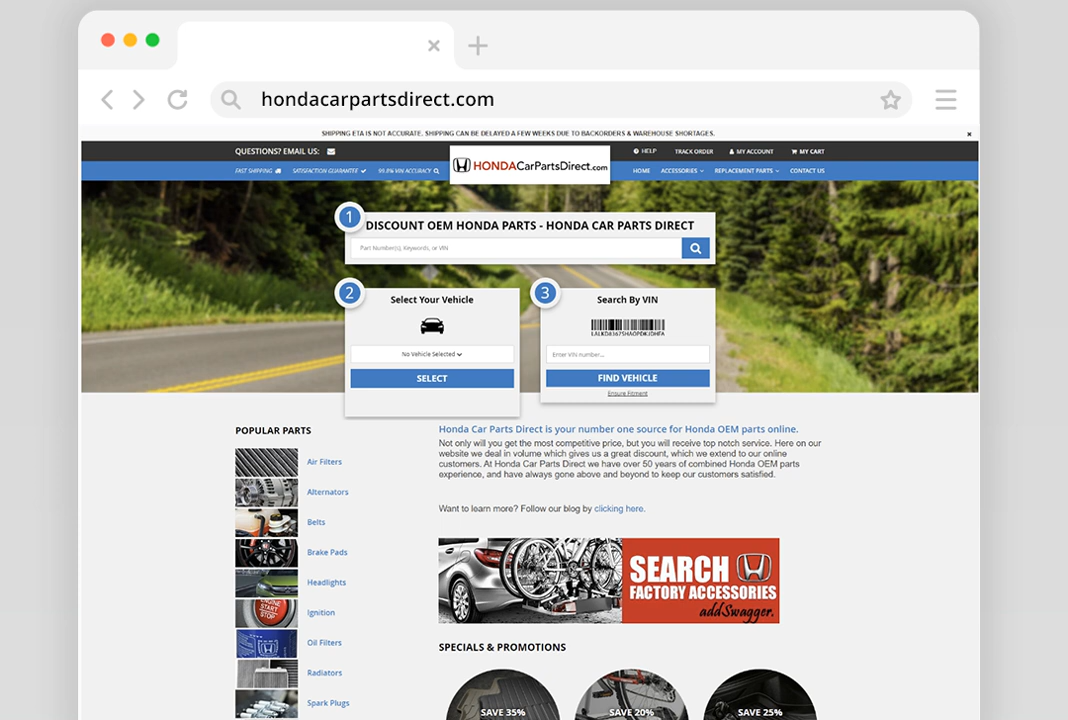 hondacarpartsdirect.com
SHIPPING ETA IS NOT ACCURATE. SHIPPING CAN BE DELAYED A FEW WEEKS DUE TO BACKORDERS & WAREHOUSE SHORTAGES.
QUESTIONS? EMAIL US:
HELP
TRACK ORDER
MY ACCOUNT
MY CART
HONDACarPartsDirect.com
FAST SHIPPING
SATISFACTION GUARANTEE
99.8% VIN ACCURACY
HOME
ACCESSORIES
REPLACEMENT PARTS
CONTACT US
1
DISCOUNT OEM HONDA PARTS - HONDA CAR PARTS DIRECT
Part Number(s), Keywords, or VIN
2
Select Your Vehicle
No Vehicle Selected
SELECT
3
Search By VIN
Enter VIN number...
FIND VEHICLE
Ensure Fitment
POPULAR PARTS
Air Filters
Alternators
Belts
Brake Pads
Headlights
ENGINE
START
STOP
Ignition
Oil Filters
Radiators
Spark Plugs
Honda Car Parts Direct is your number one source for Honda OEM parts online.
Not only will you get the most competitive price, but you will receive top notch service. Here on our
website we deal in volume which gives us a great discount, which we extend to our online
customers. At Honda Car Parts Direct we have over 50 years of combined Honda OEM parts
experience, and have always gone above and beyond to keep our customers satisfied.
Want to learn more? Follow our blog by clicking here.
SEARCH
FACTORY ACCESSORIES
addSwagger.
SPECIALS & PROMOTIONS
SAVE 35%
SAVE 20%
SAVE 25%